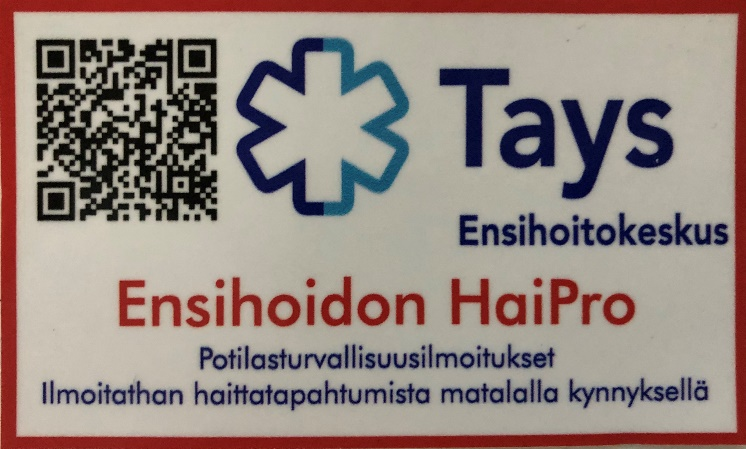 Tays
Ensihoitokeskus
Ensihoidon HaiPro
Potilasturvallisuusilmoitukset
Ilmoitathan haittatapahtumista matalalla kynnyksellä